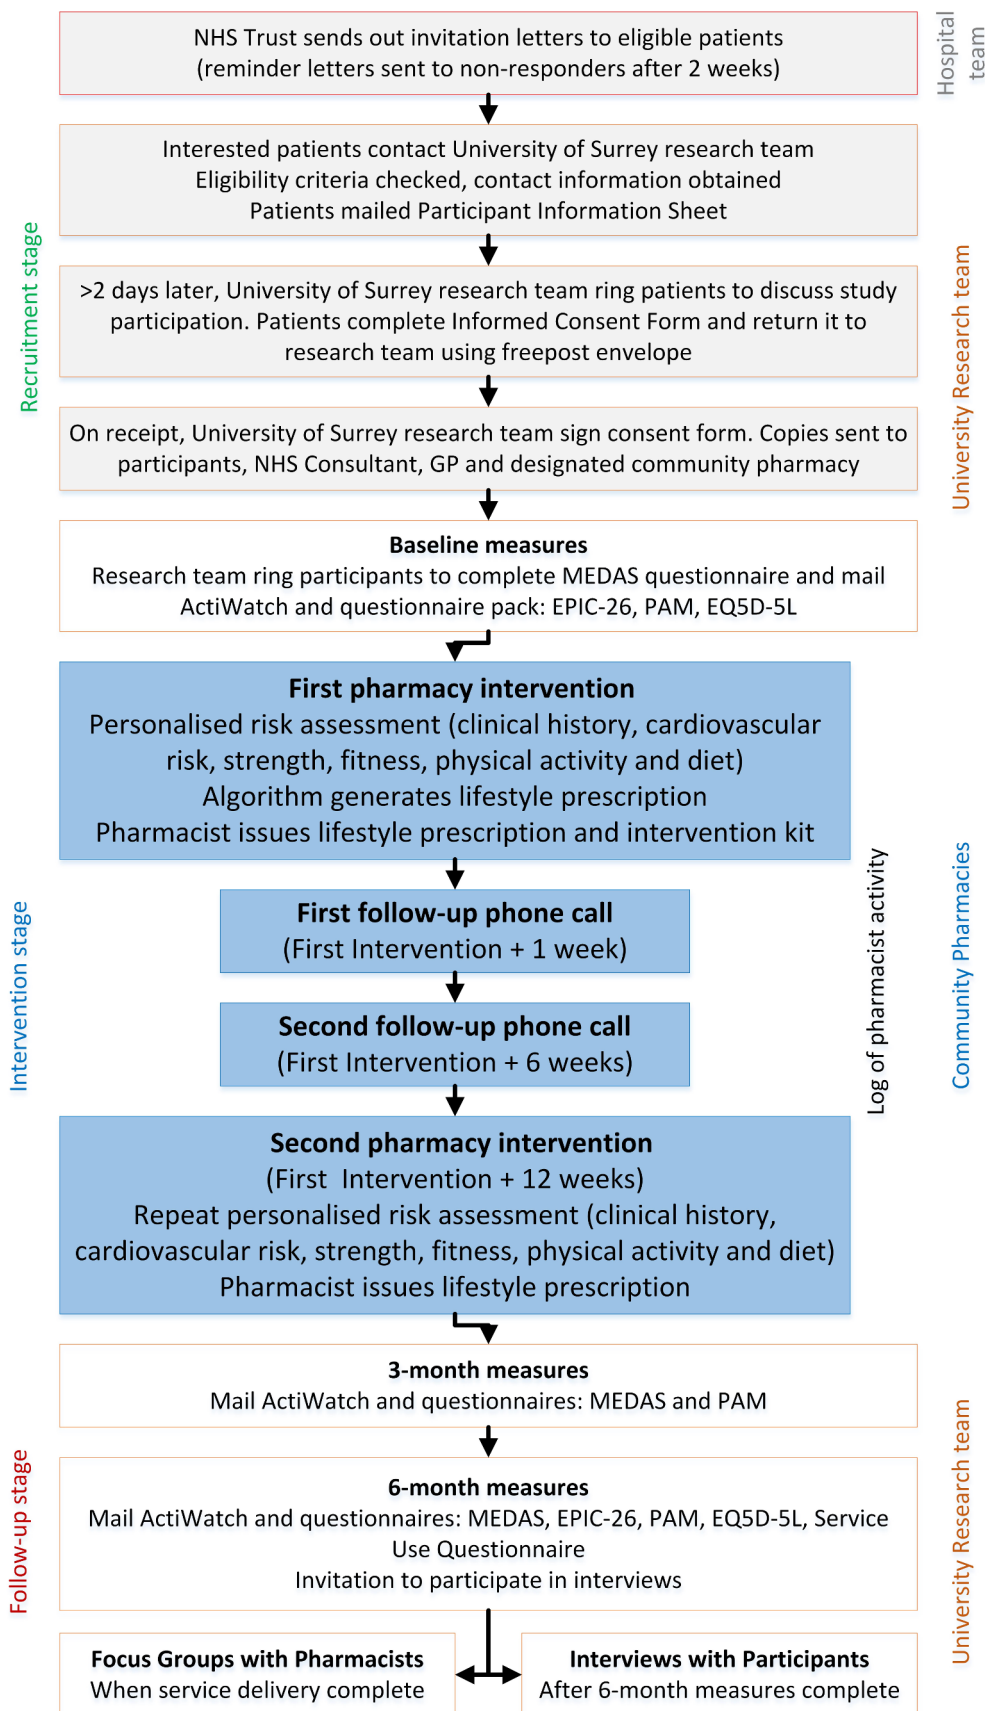 NHS Trust sends out invitation letters to eligible patients
(reminder letters sent to non-responders after 2 weeks)
Hospital
team
Interested patients contact University of Surrey research team
Eligibility criteria checked, contact information obtained
Patients mailed Participant Information Sheet
Recruitment stage
>2 days later, University of Surrey research team ring patients to discuss study
participation. Patients complete Informed Consent Form and return it to
research team using freepost envelope
University Research team
On receipt, University of Surrey research team sign consent form. Copies sent to
participants, NHS Consultant, GP and designated community pharmacy
Baseline measures
Research team ring participants to complete MEDAS questionnaire and mail
ActiWatch and questionnaire pack: EPIC-26, PAM, EQ5D-5L
First pharmacy intervention
Personalised risk assessment (clinical history, cardiovascular
risk, strength, fitness, physical activity and diet)
Algorithm generates lifestyle prescription
Pharmacist issues lifestyle prescription and intervention kit
Intervention stage
First follow-up phone call
(First Intervention + 1 week)
Second follow-up phone call
(First Intervention + 6 weeks)
Log of pharmacist activity
Community Pharmacies
Second pharmacy intervention
(First Intervention + 12 weeks)
Repeat personalised risk assessment (clinical history,
cardiovascular risk, strength, fitness, physical activity and diet)
Pharmacist issues lifestyle prescription
3-month measures
Mail ActiWatch and questionnaires: MEDAS and PAM
Follow-up stage
6-month measures
Mail ActiWatch and questionnaires: MEDAS, EPIC-26, PAM, EQ5D-5L, Service
Use Questionnaire
Invitation to participate in interviews
University Research team
Focus Groups with Pharmacists
When service delivery complete
Interviews with Participants
After 6-month measures complete